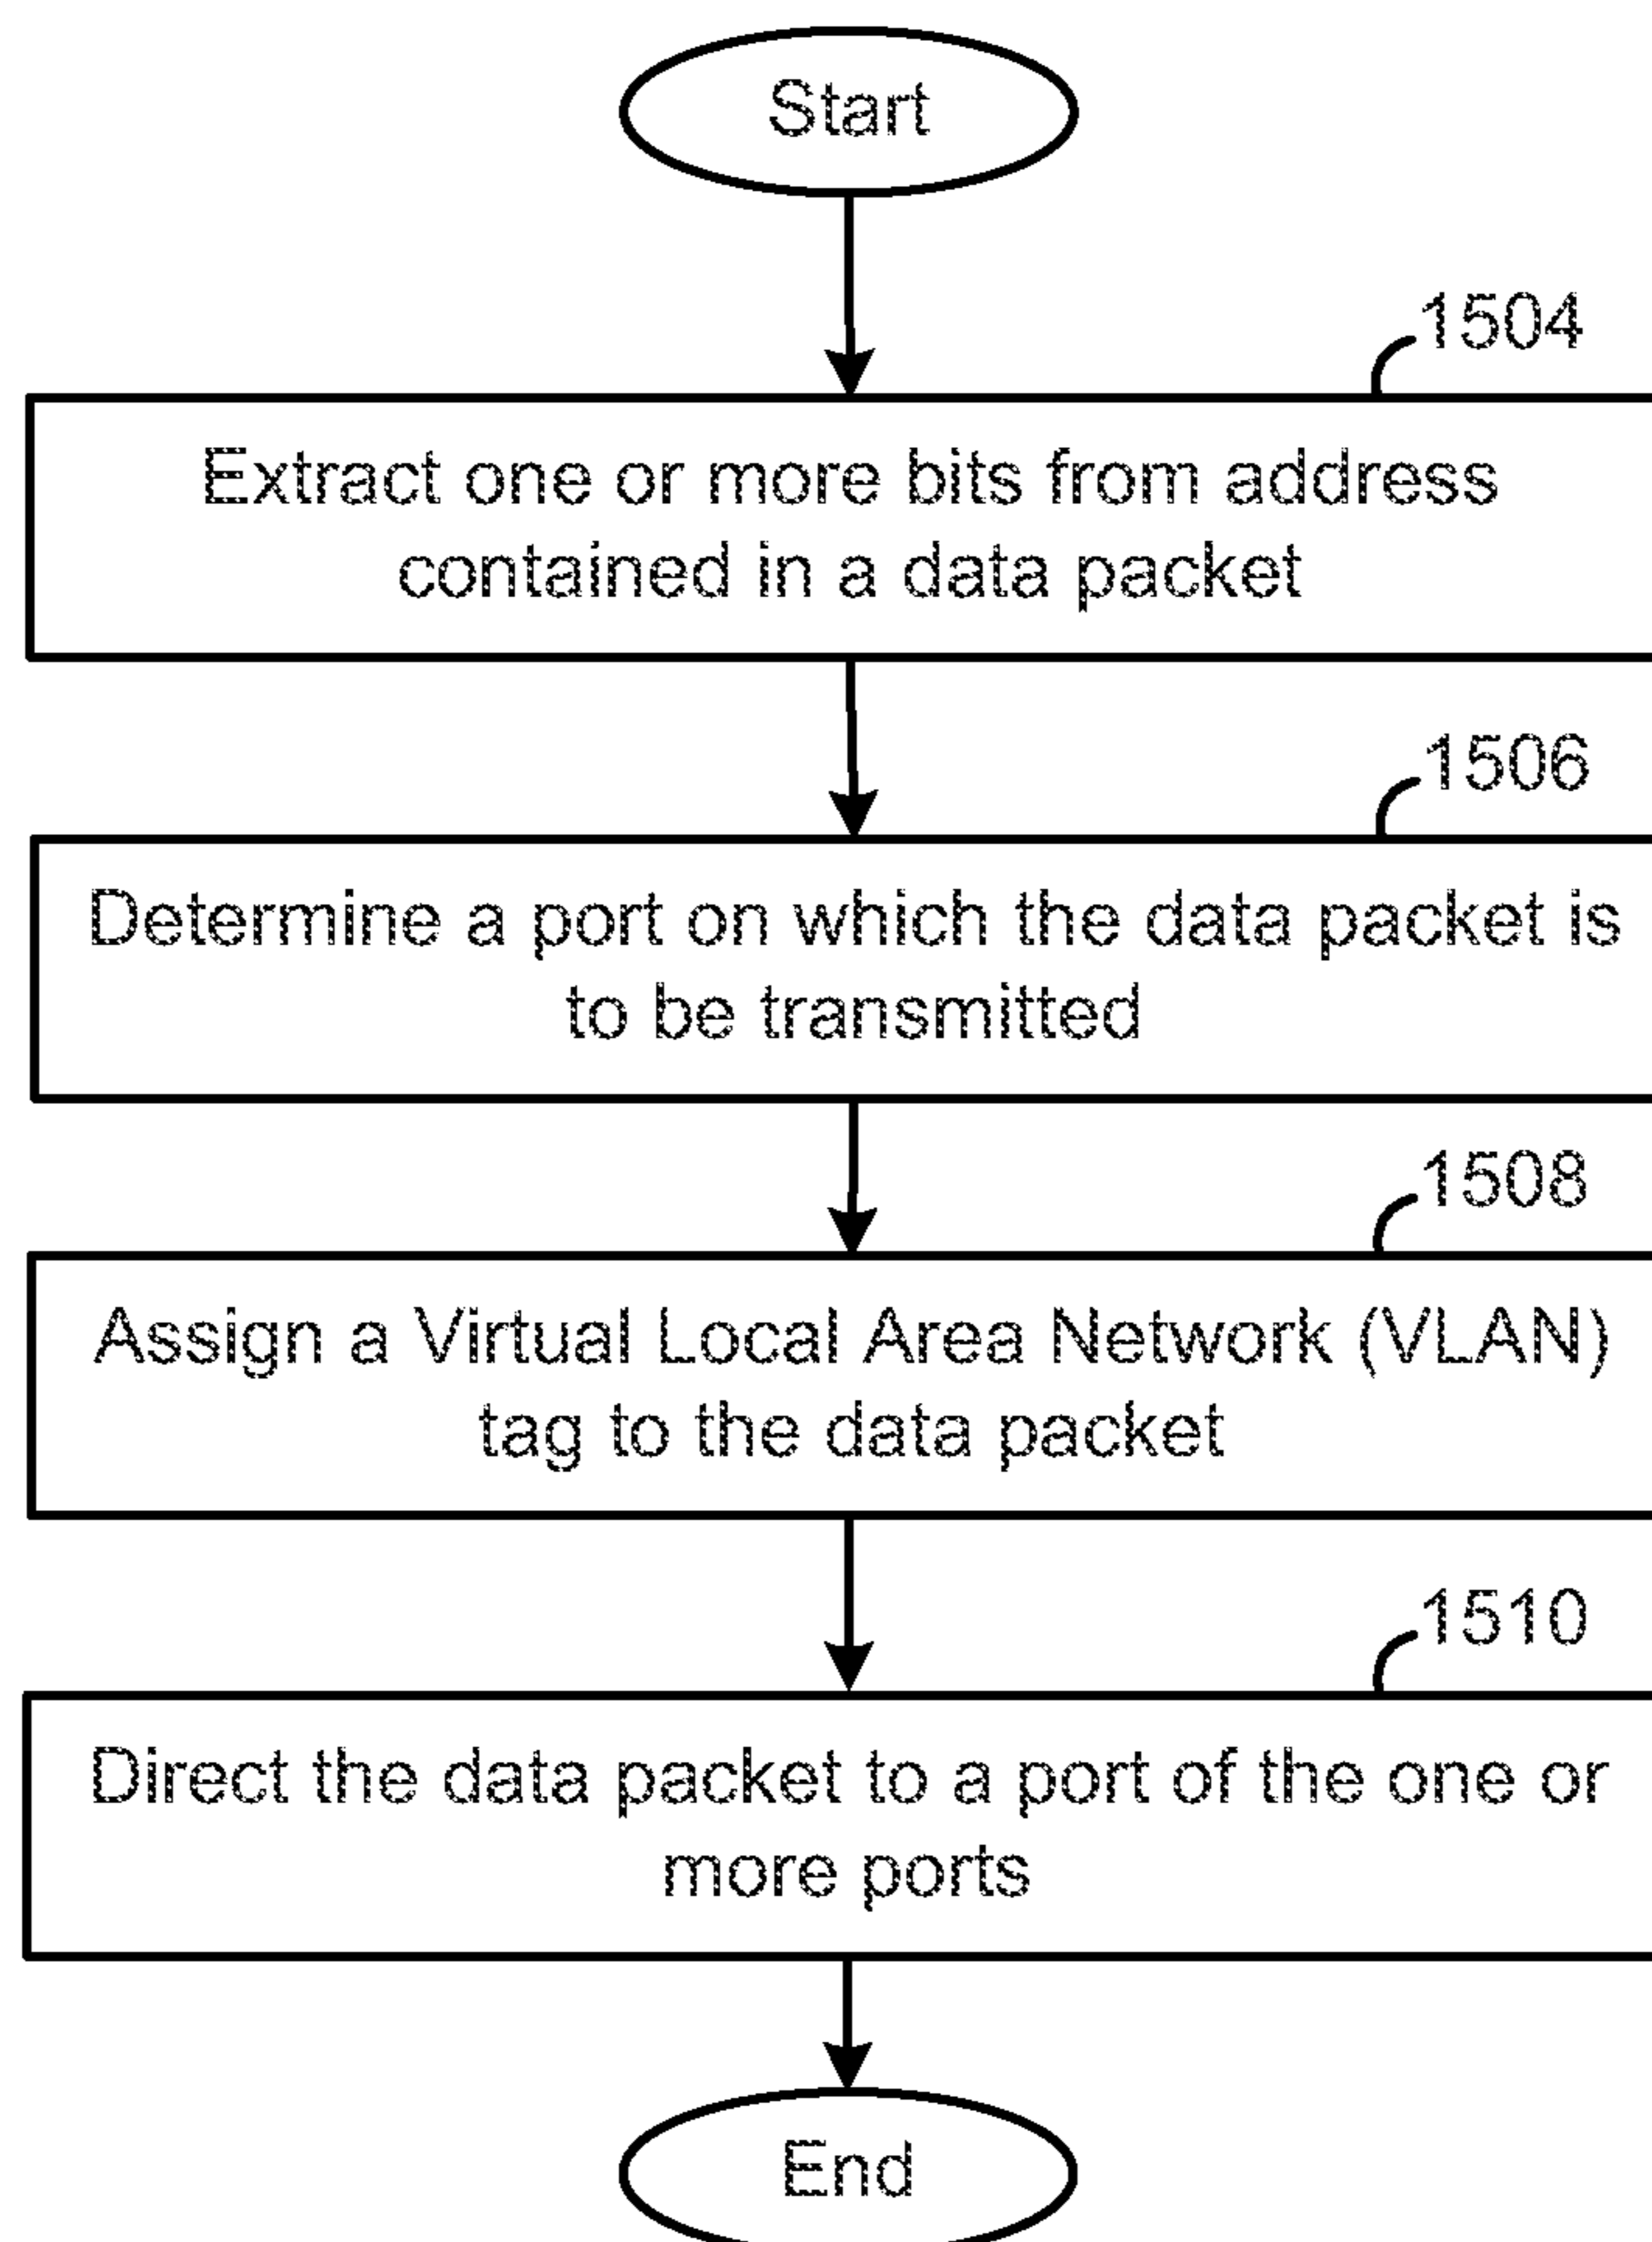 Start
1504
Extract one or more bits from address
contained in a data packet
1506
Determine a port on which the data packet is
to be transmitted
1508
Assign a Virtual Local Area Network (VLAN)
tag to the data packet
1510
Direct the data packet to a port of the one or
more ports
End